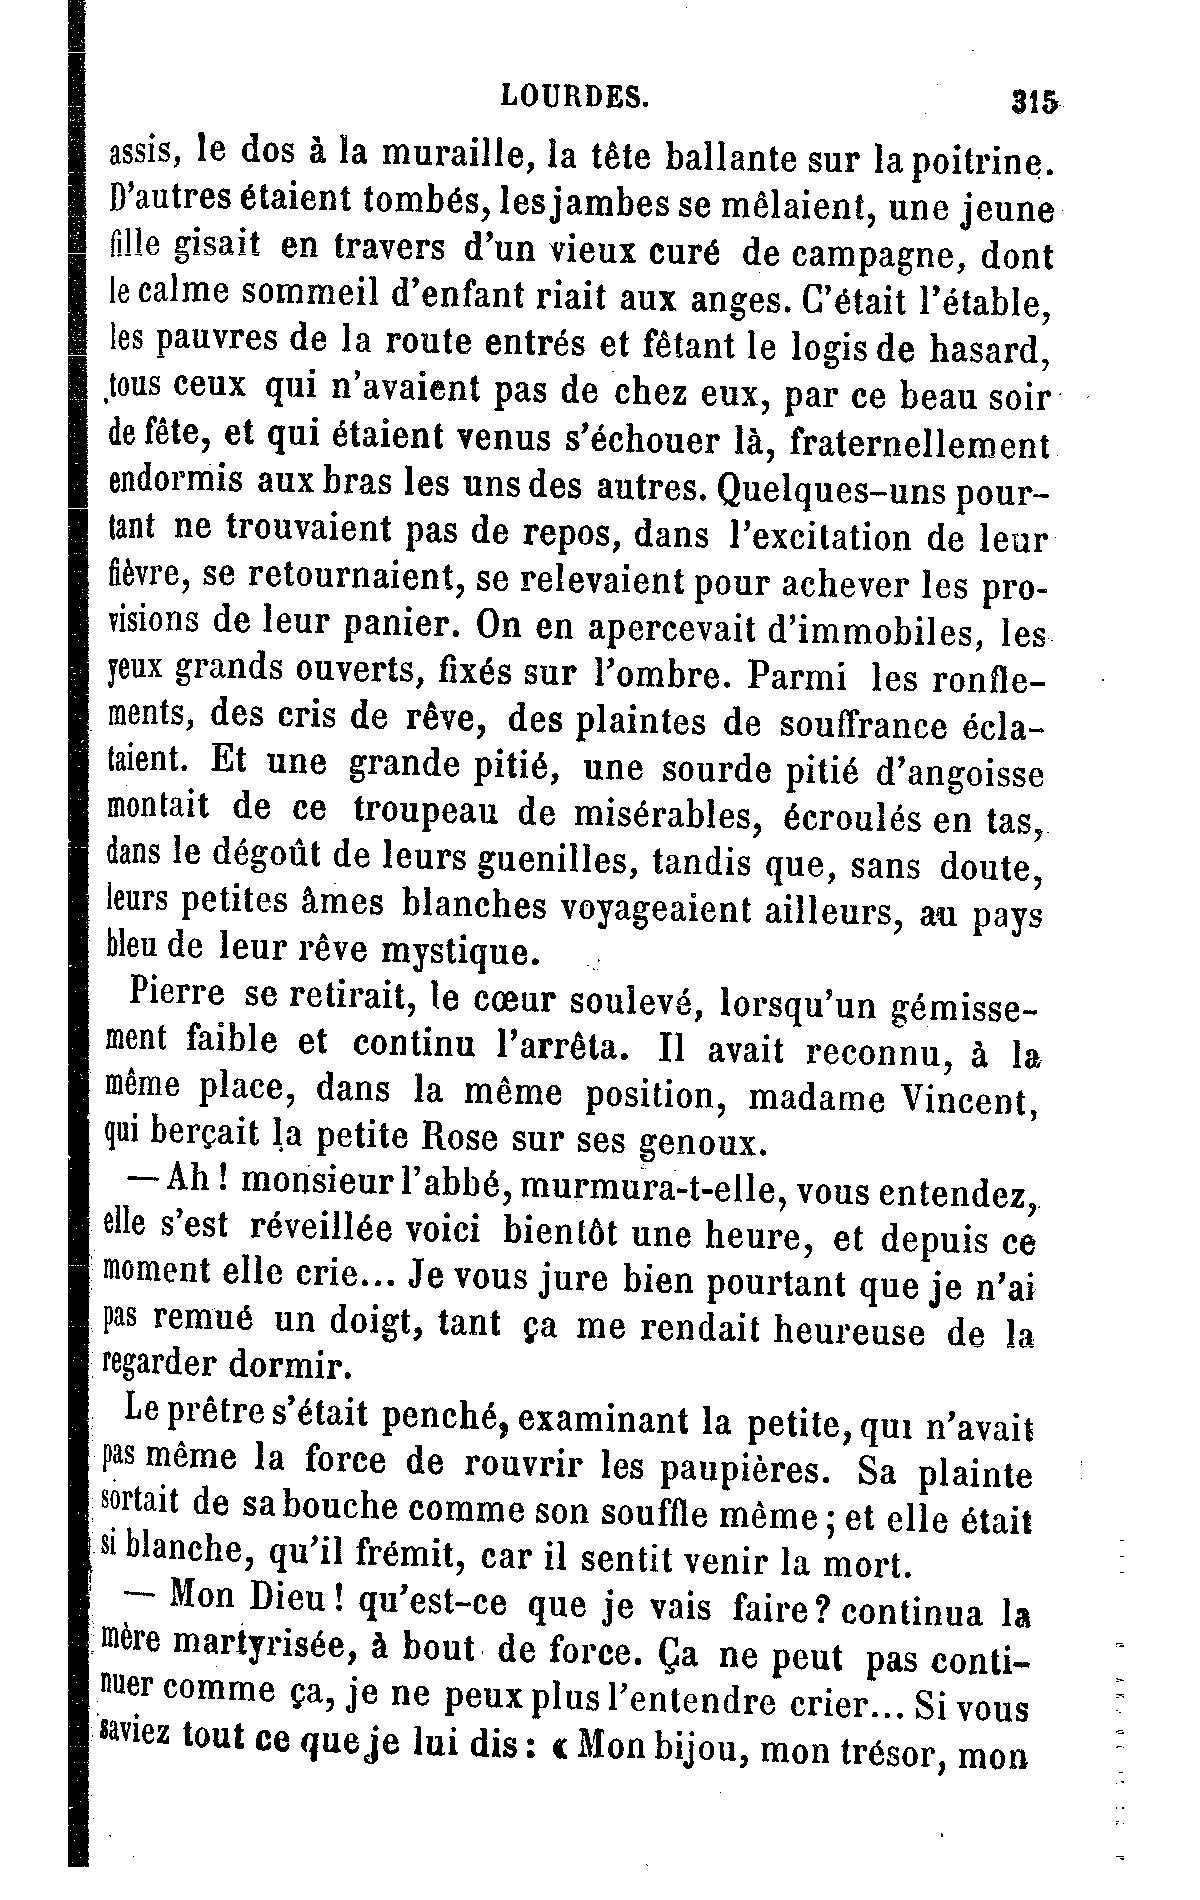 LOURDES. 315
assis, le dos à la muraille, la tête ballante sur la poitrine.
D'autres étaient tombés, les jambes se mêlaient, une jeune
fille gisait en travers d'un vieux curé de campagne, dont
le calme sommeil d'enfant riait aux anges. C'était l'étable,
les pauvres de la route entrés et fêtant le logis de hasard,
tous ceux qui n'avaient pas de chez eux, par ce beau soir
de fête, et qui étaient venus s'échouer là, fraternellement
endormis aux bras les uns des autres. Quelques-uns pour-
tant ne trouvaient pas de repos, dans l'excitation de leur
fièvre, se retournaient, se relevaient pour achever les pro-
visions de leur panier. On en apercevait d'immobiles, les
yeux grands ouverts, fixés sur l'ombre. Parmi les ronfle-
ments, des cris de rêve, des plaintes de souffrance écla-
taient. Et une grande pitié, une sourde pitié d'angoisse
montait de ce troupeau de misérables, écroulés en tas,
dans le dégoût de leurs guenilles, tandis que, sans doute,
leurs petites âmes blanches voyageaient ailleurs, au pays
bleu de leur rêve mystique.
Pierre se retirait, le cœur soulevé, lorsqu'un gémisse-
ment faible et continu l'arrêta. Il avait reconnu, à la
même place, dans la même position, madame Vincent,
qui berçait la petite Rose sur ses genoux.
— Ah ! monsieur l'abbé, murmura-t-elle, vous entendez,
elle s'est réveillée voici bientôt une heure, et depuis ce
moment elle crie... Je vous jure bien pourtant que je n'ai
pas remué un doigt, tant ça me rendait heureuse de la
regarder dormir.
Le prêtre s'était penché, examinant la petite, qui n'avait
pas même la force de rouvrir les paupières. Sa plainte
sortait de sa bouche comme son souffle même ; et elle était
si blanche, qu'il frémit, car il sentit venir la mort.
— Mon Dieu ! qu'est-ce que je vais faire ? continua la
mère martyrisée, à bout de force. Ça ne peut pas conti-
nuer comme ça, je ne peux plus l'entendre crier... Si vous
saviez tout ce que je lui dis : « Mon bijou, mon trésor, mon